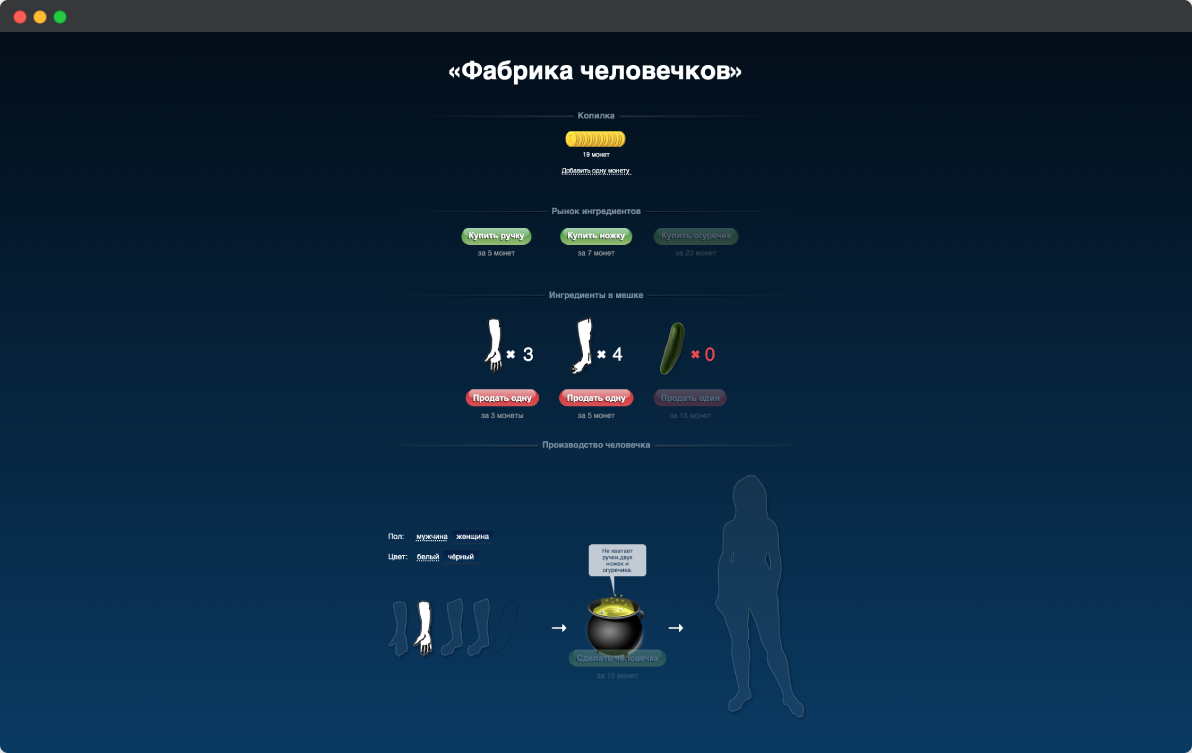 «Фабрика человечков»
Копилка
19 монет
Добавить одну монету
Рынок ингредиентов
Купить ручку
Купить ножку
Купить огуречик
за 5 монет
за 7 монет
за 20 монет
Ингредиенты в мешке
× 3
× 4
× 0
Продать одну
Продать одну
Продать один
за 3 монеты
за 5 монет
за 15 монет
Производство человечка
Пол: мужчина женщина
Цвет: белый чёрный
Не хватает
ручки,двух
ножек и
огуречика.
Сделать человечка
за 10 монет